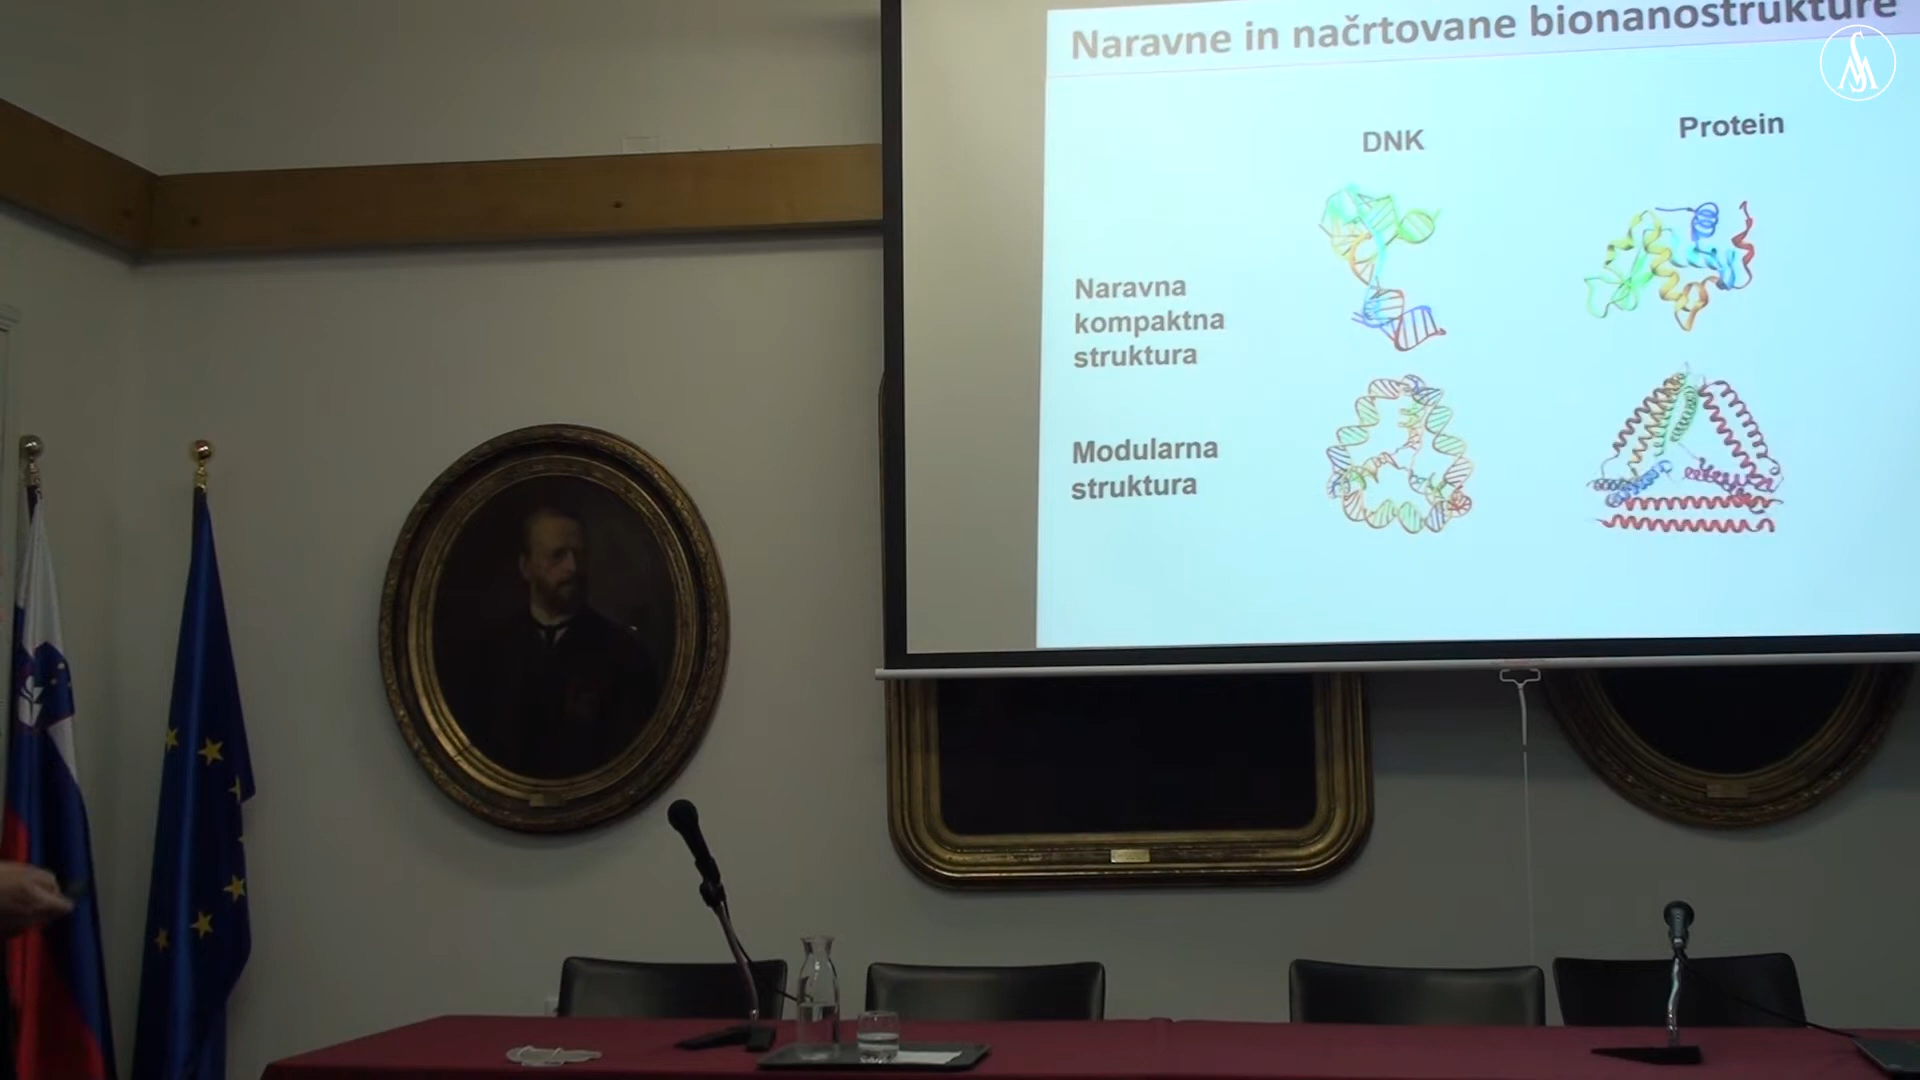 Naravne in načrtovane bionanostrukture
DNK
Protein
Naravna
kompaktna
struktura
Modularna
struktura